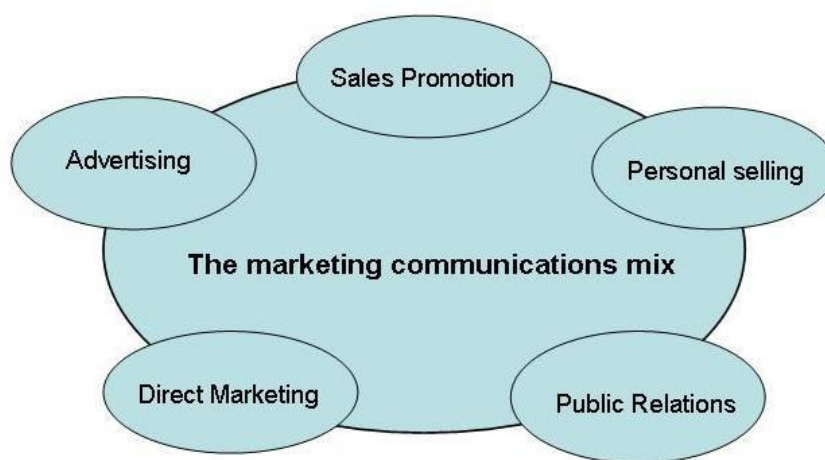 Sales Promotion
Advertising
Personal selling
The marketing communications mix
Direct Marketing
Public Relations